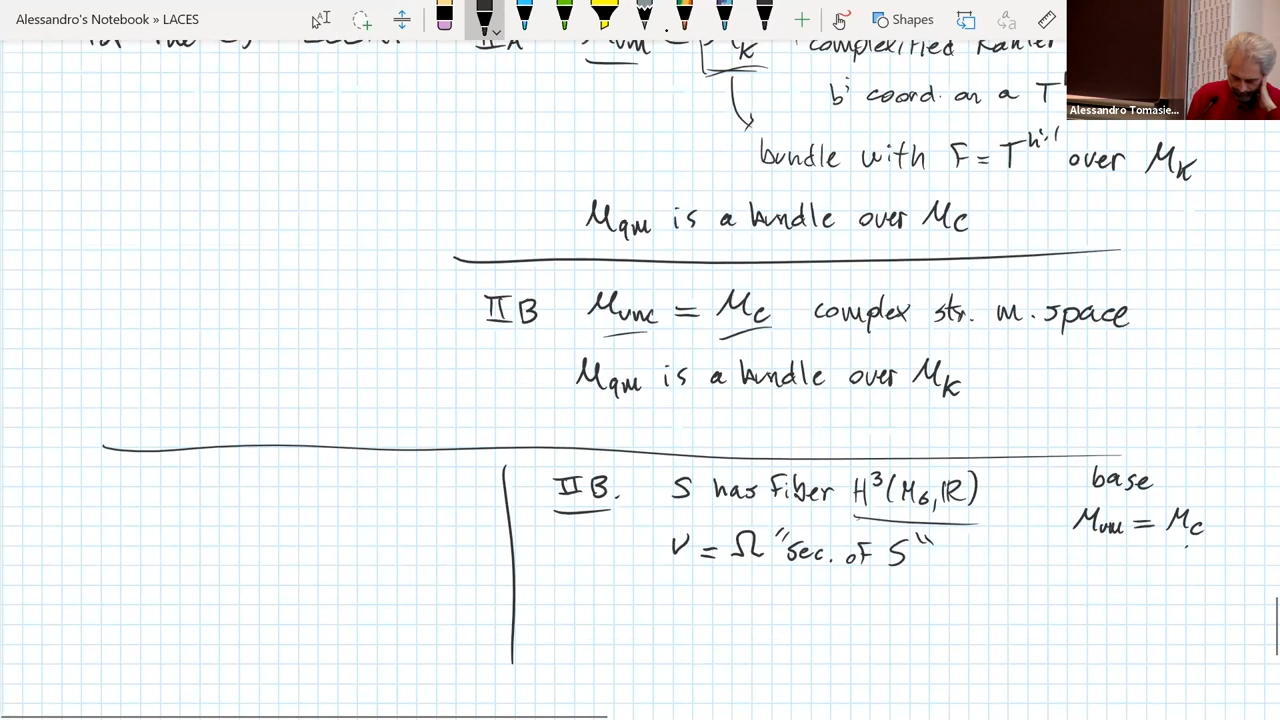 Alessandro's Notebook » LACES
Shapes
Alessandro Tomasie...
IIA
b^i coord. on a T
bundle with F = T^{h^{1,1}} over M_K
M_qm is a bundle over M_C
IIB M_vm = M_C complex str. m. space
M_qm is a bundle over M_K
IIB. S has fiber H^3(M_6, ℝ) base
M_vm = M_C
ν = Ω "sec. of S"